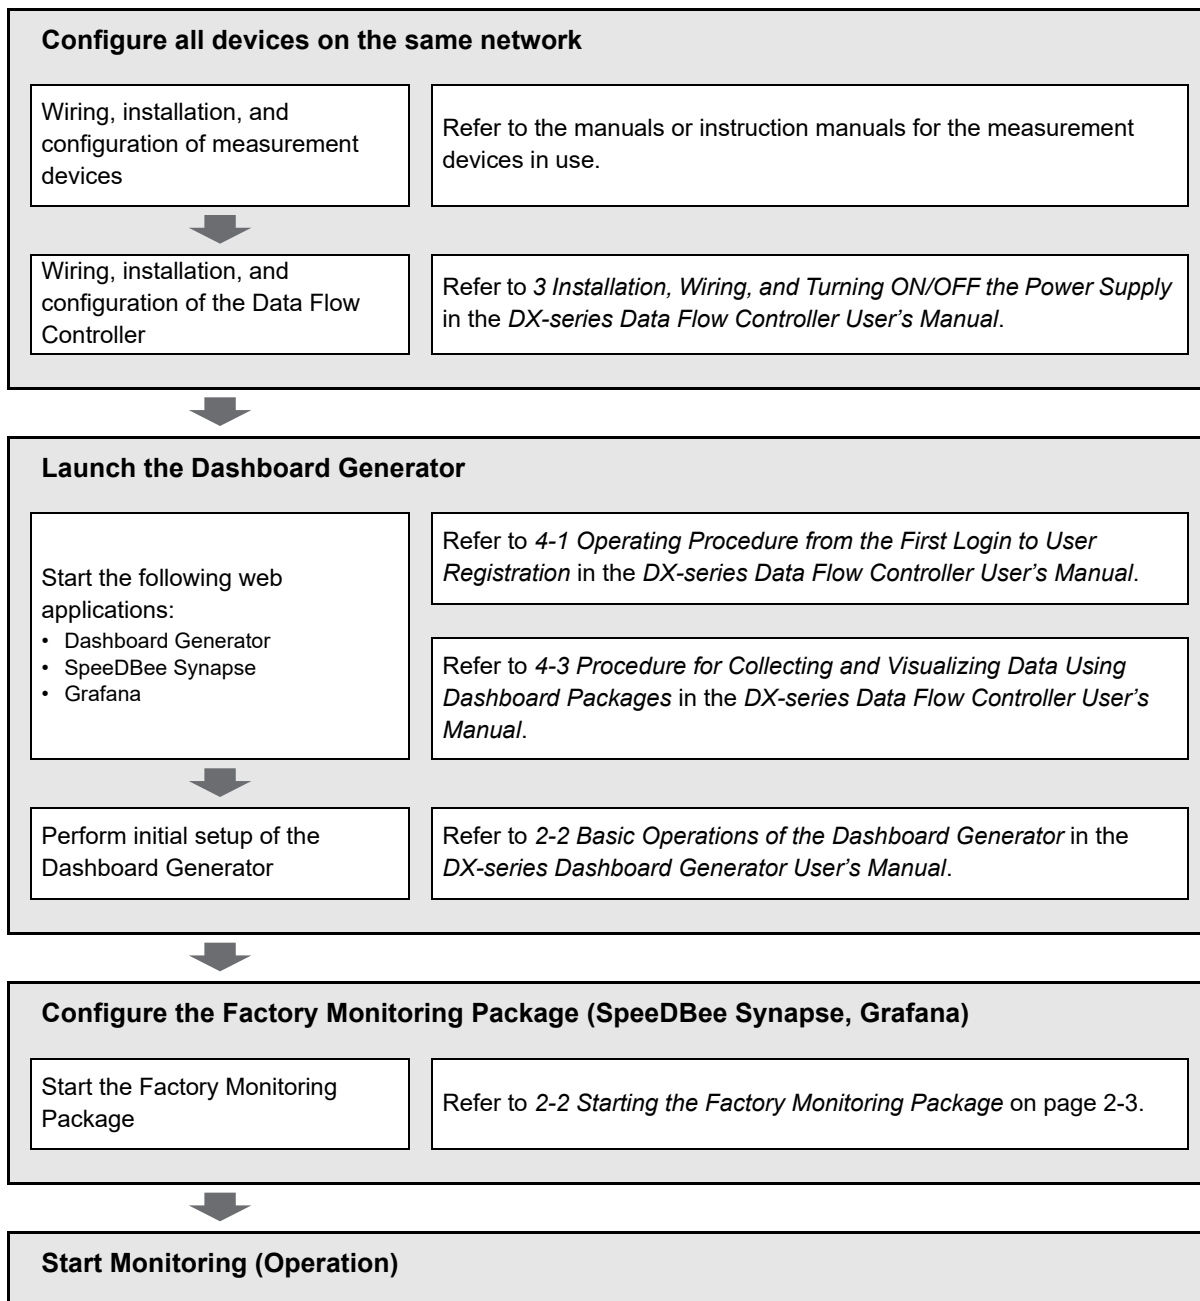 Configure all devices on the same network
Wiring, installation, and
configuration of measurement
devices
Refer to the manuals or instruction manuals for the measurement
devices in use.
Wiring, installation, and
configuration of the Data Flow
Controller
Refer to 3 Installation, Wiring, and Turning ON/OFF the Power Supply
in the DX-series Data Flow Controller User’s Manual.
Launch the Dashboard Generator
Start the following web
applications:
• Dashboard Generator
• SpeeDBee Synapse
• Grafana
Refer to 4-1 Operating Procedure from the First Login to User
Registration in the DX-series Data Flow Controller User’s Manual.
Refer to 4-3 Procedure for Collecting and Visualizing Data Using
Dashboard Packages in the DX-series Data Flow Controller User’s
Manual.
Perform initial setup of the
Dashboard Generator
Refer to 2-2 Basic Operations of the Dashboard Generator in the
DX-series Dashboard Generator User’s Manual.
Configure the Factory Monitoring Package (SpeeDBee Synapse, Grafana)
Start the Factory Monitoring
Package
Refer to 2-2 Starting the Factory Monitoring Package on page 2-3.
Start Monitoring (Operation)